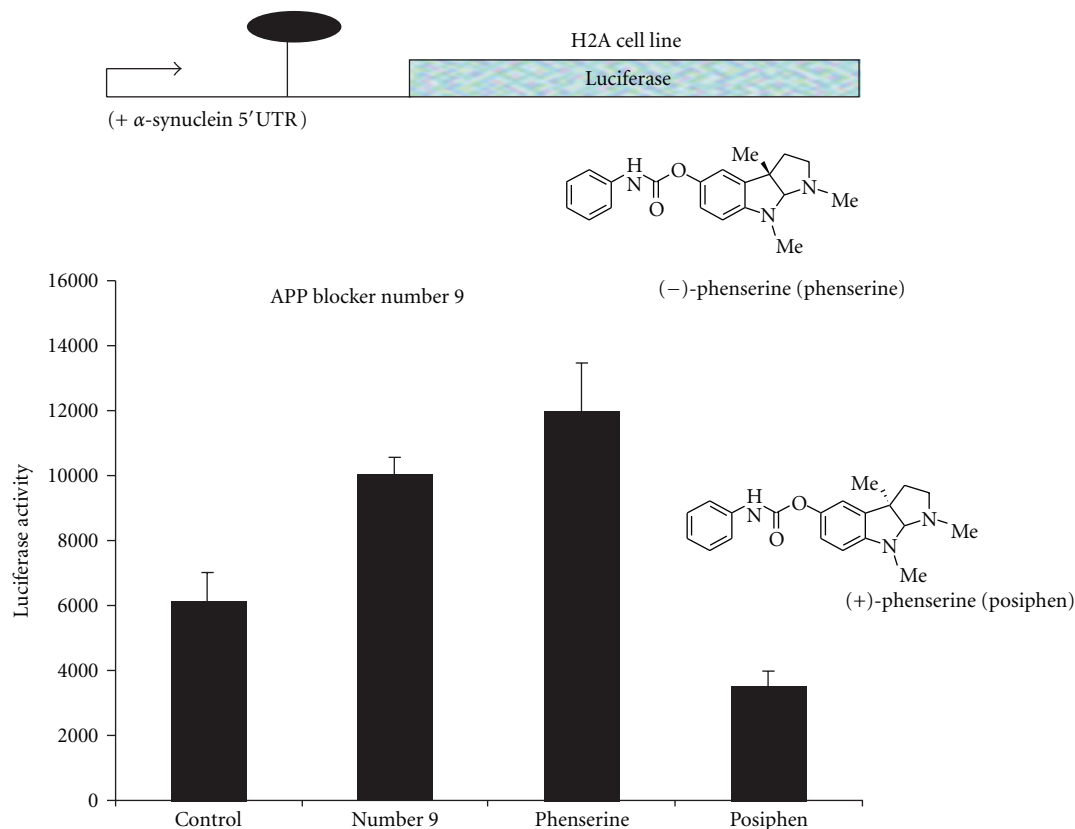 H2A cell line
Luciferase
(+ α-synuclein 5′UTR)
Me
H
N
O
O
N
N
Me
Me
(−)-phenserine (phenserine)
APP blocker number 9
16000
14000
12000
10000
8000
6000
4000
2000
0
Luciferase activity
Me
H
N
O
O
N
N
Me
Me
(+)-phenserine (posiphen)
Control Number 9 Phenserine Posiphen